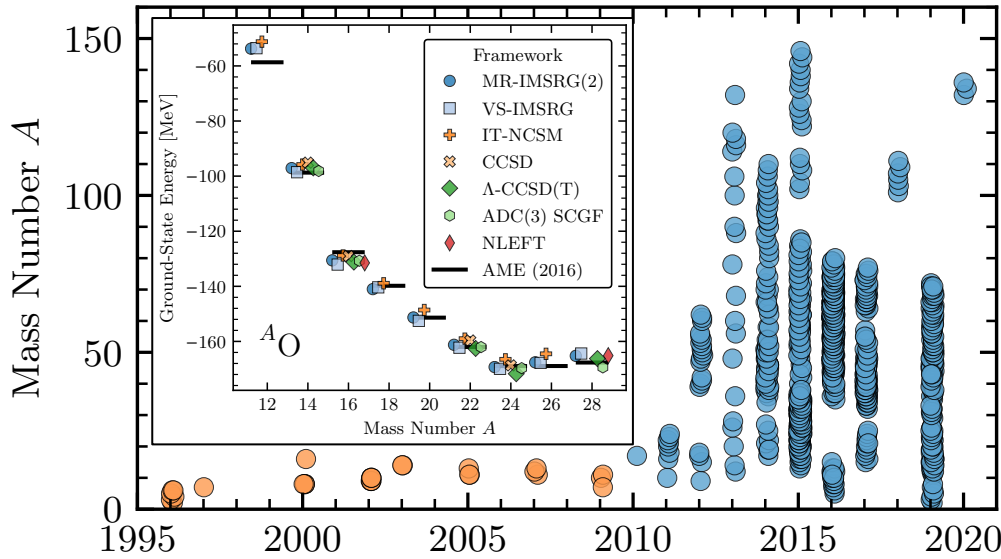 150
100
50
0
Mass Number A
1995
2000
2005
2010
2015
2020
−60
−80
−100
−120
−140
−160
Ground-State Energy [MeV]
12
14
16
18
20
22
24
26
28
Mass Number A
ᴬO
Framework
MR-IMSRG(2)
VS-IMSRG
IT-NCSM
CCSD
Λ-CCSD(T)
ADC(3) SCGF
NLEFT
AME (2016)